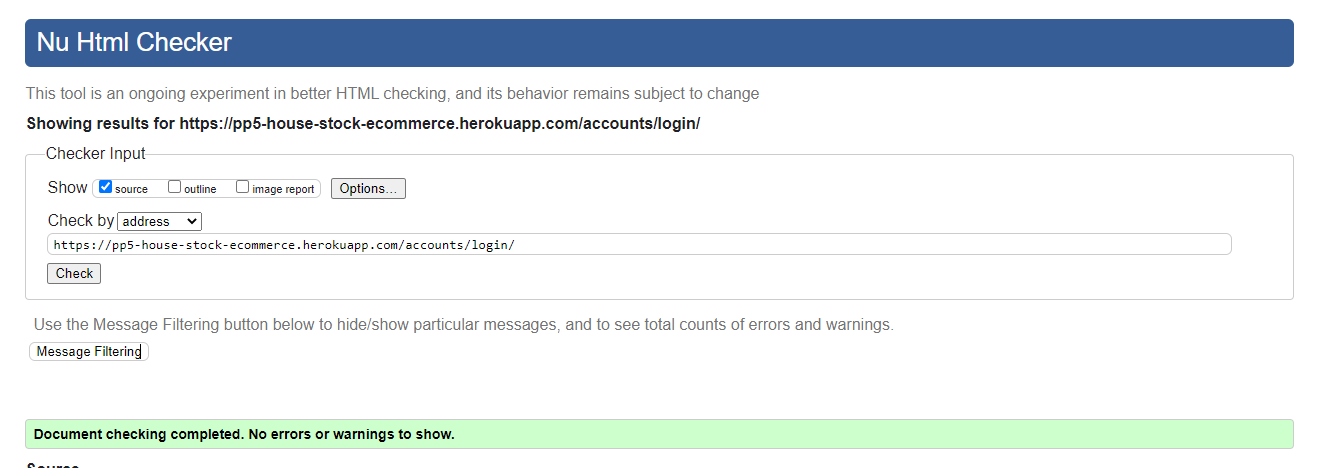 Nu Html Checker
This tool is an ongoing experiment in better HTML checking, and its behavior remains subject to change
Showing results for https://pp5-house-stock-ecommerce.herokuapp.com/accounts/login/
Checker Input
Show source outline image report Options...
Check by address
https://pp5-house-stock-ecommerce.herokuapp.com/accounts/login/
Check
Use the Message Filtering button below to hide/show particular messages, and to see total counts of errors and warnings.
Message Filtering
Document checking completed. No errors or warnings to show.
Source